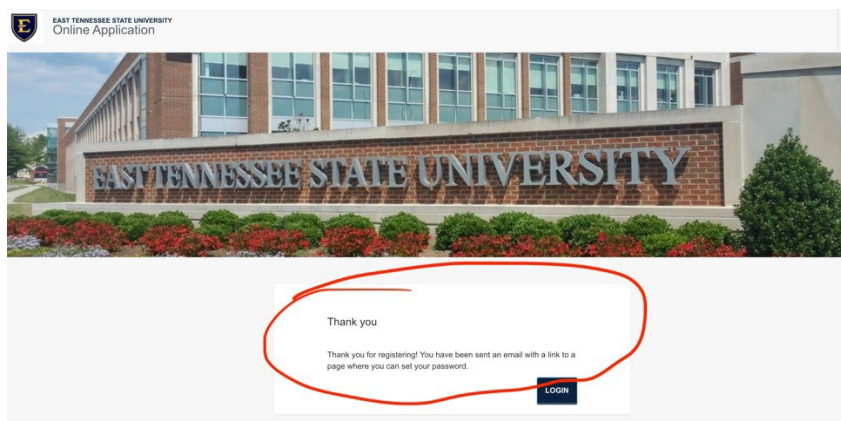 E
EAST TENNESSEE STATE UNIVERSITY
Online Application
EAST TENNESSEE STATE UNIVERSITY
Thank you
Thank you for registering! You have been sent an email with a link to a
page where you can set your password.
LOGIN